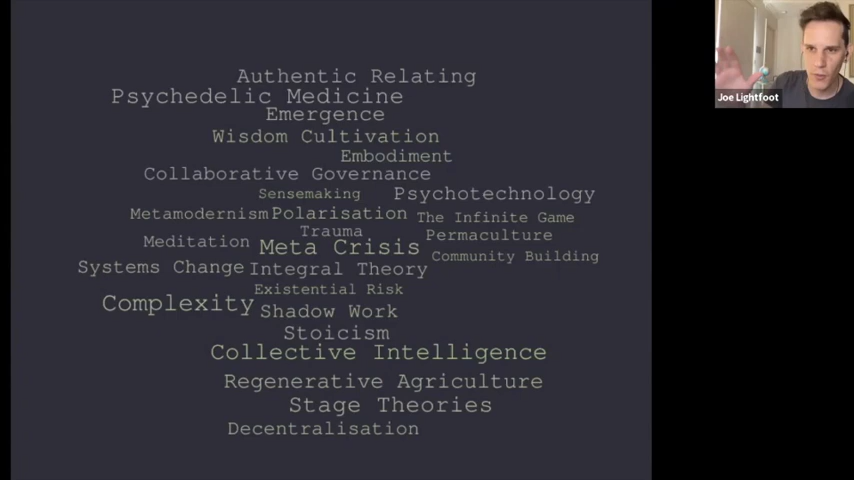 Authentic Relating
Psychedelic Medicine
Emergence
Wisdom Cultivation
Embodiment
Collaborative Governance
Sensemaking
Psychotechnology
Metamodernism
Polarisation
The Infinite Game
Trauma
Permaculture
Meditation
Meta Crisis
Community Building
Systems Change
Integral Theory
Existential Risk
Complexity
Shadow Work
Stoicism
Collective Intelligence
Regenerative Agriculture
Stage Theories
Decentralisation
Joe Lightfoot